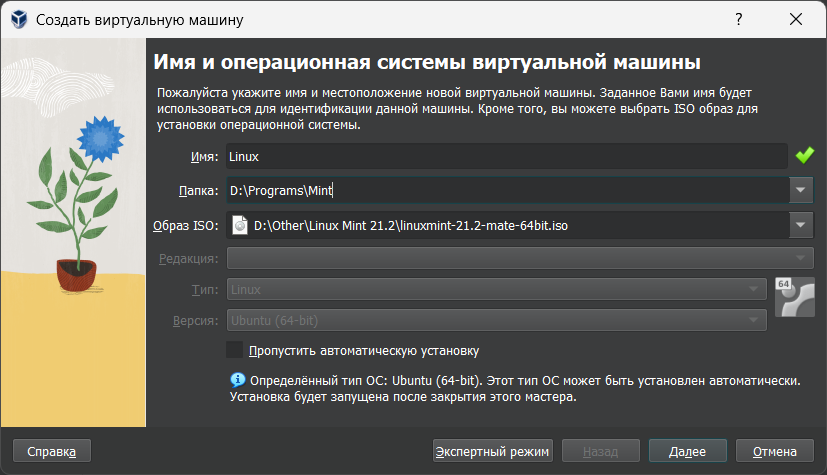 Создать виртуальную машину
?
Имя и операционная системы виртуальной машины
Пожалуйста укажите имя и местоположение новой виртуальной машины. Заданное Вами имя будет
использоваться для идентификации данной машины. Кроме того, вы можете выбрать ISO образ для
установки операционной системы.
Имя: Linux
Папка: D:\Programs\Mint
Образ ISO: D:\Other\Linux Mint 21.2\linuxmint-21.2-mate-64bit.iso
Редакция:
Тип: Linux
64
Версия: Ubuntu (64-bit)
Пропустить автоматическую установку
Определённый тип ОС: Ubuntu (64-bit). Этот тип ОС может быть установлен автоматически.
Установка будет запущена после закрытия этого мастера.
Справка Экспертный режим Назад Далее Отмена